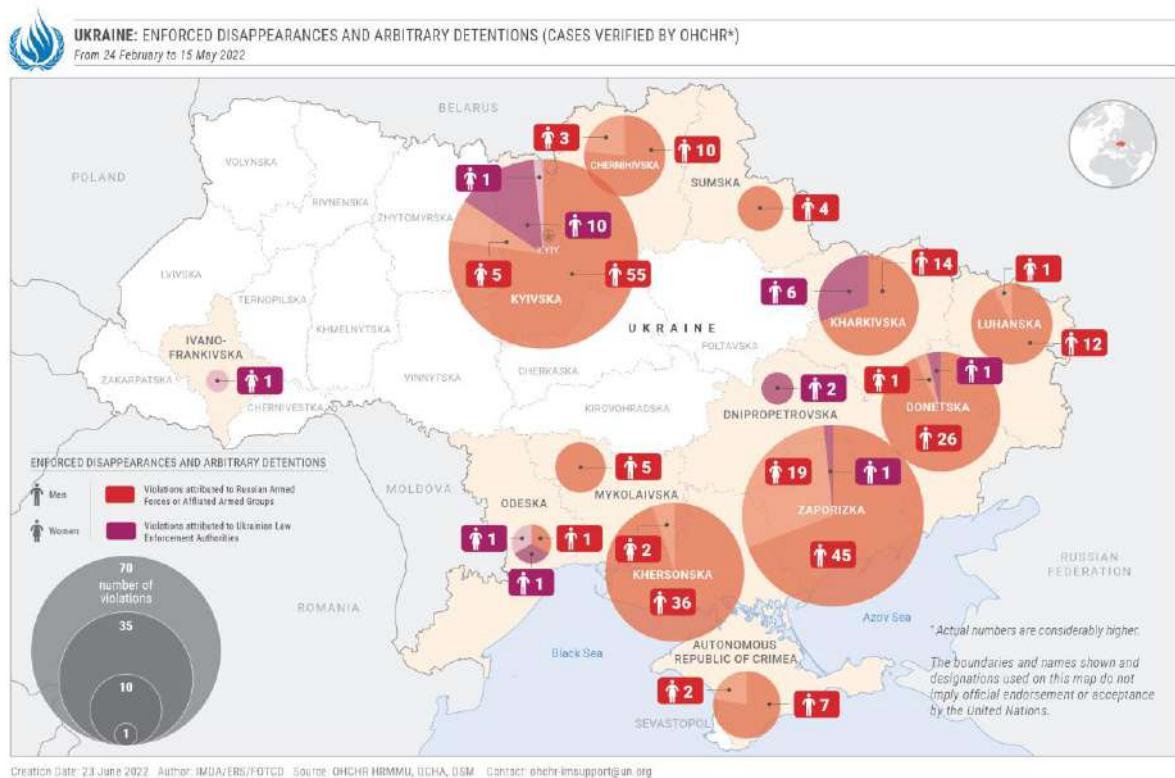 UKRAINE: ENFORCED DISAPPEARANCES AND ARBITRARY DETENTIONS (CASES VERIFIED BY OHCHR*)
From 24 February to 15 May 2022
BELARUS
POLAND
VOLYNSKA
RIVNENSKA
ZHYTOMYRSKA
3
CHERNIHIVSKA
10
SUMSKA
4
1
10
KYIV
5
55
KYIVSKA
LVIVSKA
TERNOPILSKA
KHMELNYTSKA
IVANO-
FRANKIVSKA
1
ZAKARPATSKA
CHERNIVESTKA
VINNYTSKA
CHERKASKA
UKRAINE
POLTAVSKA
KIROVOHRADSKA
14
6
KHARKIVSKA
1
LUHANSKA
12
2
DNIPROPETROVSKA
1
1
DONETSKA
26
19
1
ZAPORIZKA
45
5
MYKOLAIVSKA
MOLDOVA
ODESKA
1
1
1
2
KHERSONSKA
36
ROMANIA
RUSSIAN
FEDERATION
Azov Sea
Black Sea
AUTONOMOUS
REPUBLIC OF CRIMEA
2
7
SEVASTOPOL
ENFORCED DISAPPEARANCES AND ARBITRARY DETENTIONS
Men
Violations attributed to Russian Armed
Forces or Affliated Armed Groups
Women
Violations attributed to Ukrainian Law
Enforcement Authorities
70
number of
violations
35
10
1
* Actual numbers are considerably higher.
The boundaries and names shown and
designations used on this map do not
imply official endorsement or acceptance
by the United Nations.
Creation Date: 23 June 2022 Author: IMDA/ERS/FOTCD Source: OHCHR HRMMU, OCHA, OSM Contact: ohchr-imsupport@un.org